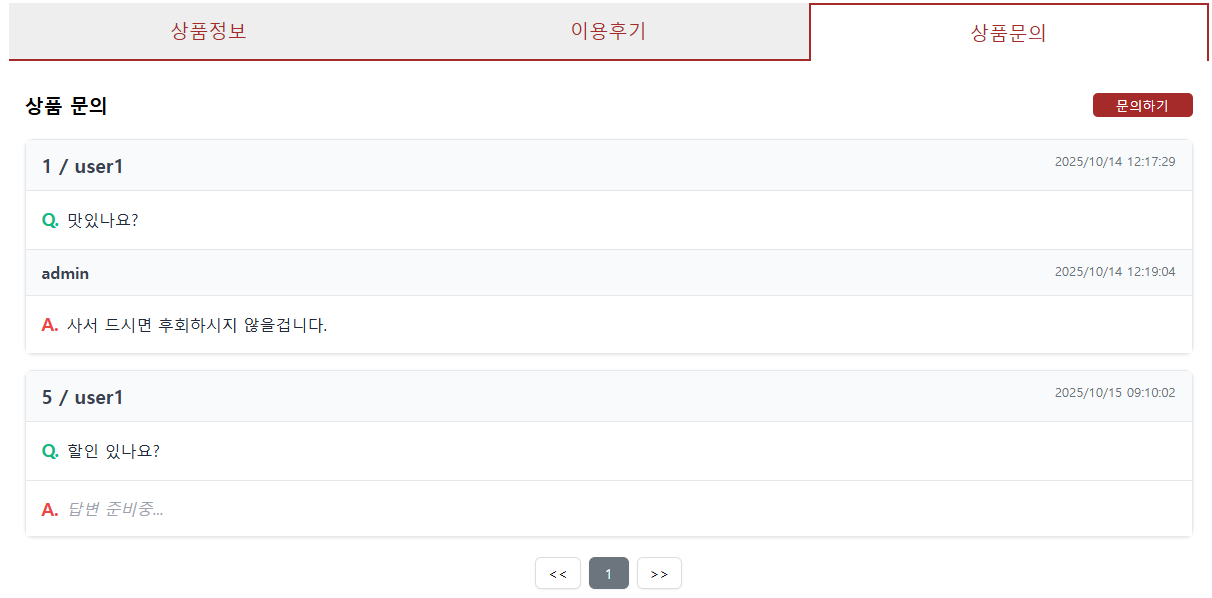 상품정보 이용후기 상품문의
상품 문의 문의하기
1 / user1 2025/10/14 12:17:29
Q. 맛있나요?
admin 2025/10/14 12:19:04
A. 사서 드시면 후회하시지 않을겁니다.
5 / user1 2025/10/15 09:10:02
Q. 할인 있나요?
A. 답변 준비중...
<< 1 >>